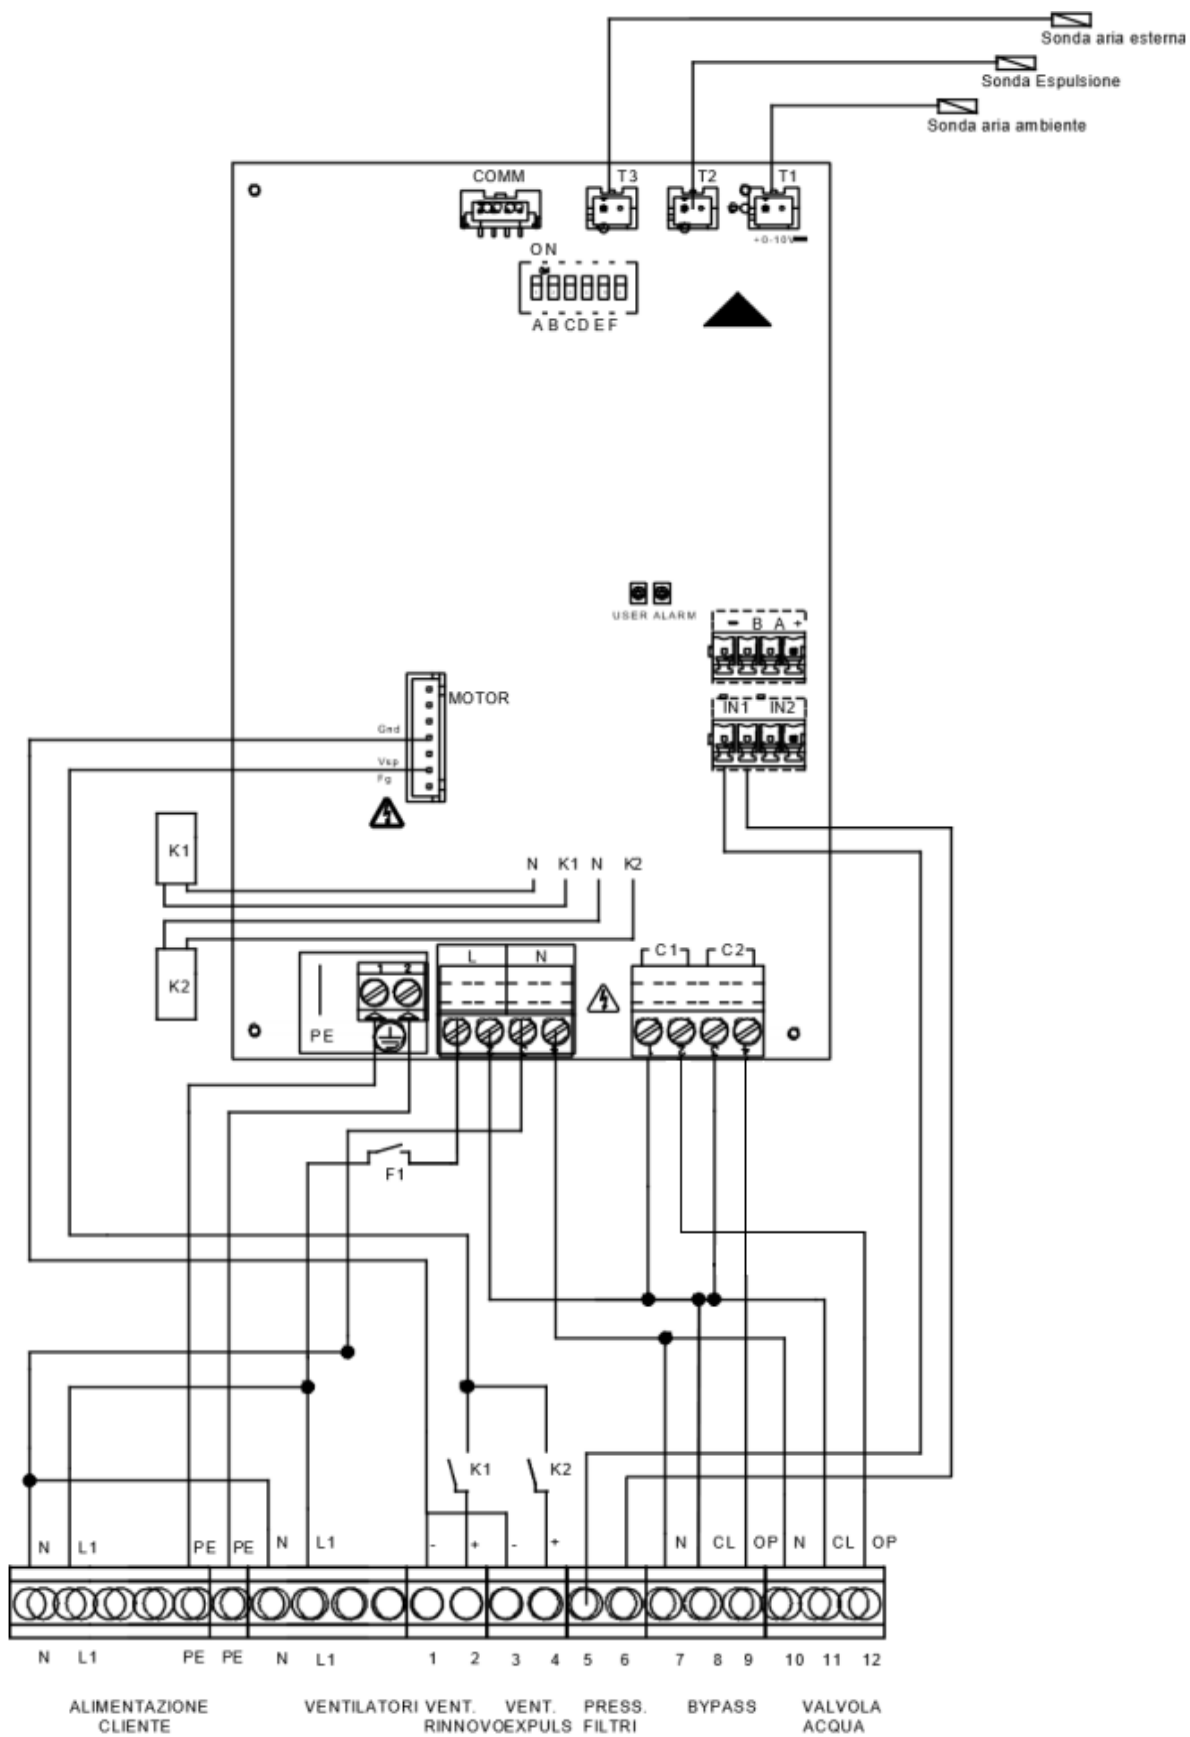 Sonda aria esterna
Sonda Espulsione
Sonda aria ambiente
COMM T3 T2 T1
+0-10V
ON
A B C D E F
USER ALARM
- B A +
MOTOR
IN1 IN2
Gnd
Vsp
Fg
K1
N K1 N K2
K2
L N
C1 C2
1 2
PE
F1
K1 K2
N L1 PE PE N L1 - + - + N CL OP N CL OP
N L1 PE PE N L1 1 2 3 4 5 6 7 8 9 10 11 12
ALIMENTAZIONE CLIENTE
VENTILATORI
VENT. RINNOVO
VENT. EXPULS
PRESS. FILTRI
BYPASS
VALVOLA ACQUA